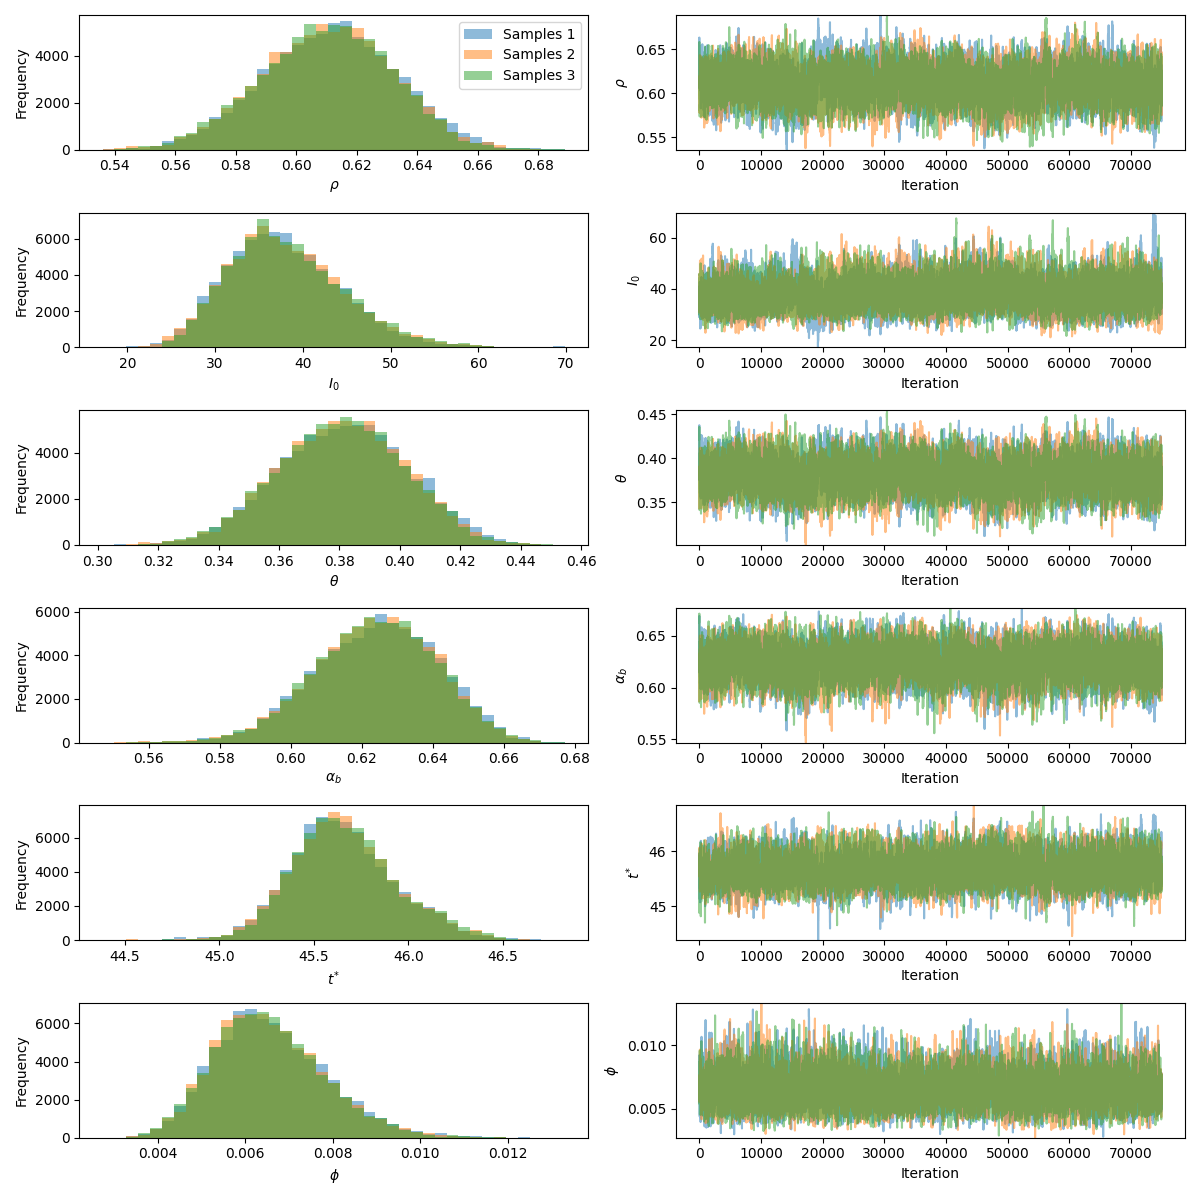 Frequency
4000
2000
0
0.54 0.56 0.58 0.60 0.62 0.64 0.66 0.68
ρ
Samples 1
Samples 2
Samples 3
ρ
0.65
0.60
0.55
0 10000 20000 30000 40000 50000 60000 70000
Iteration
Frequency
6000
4000
2000
0
20 30 40 50 60 70
I₀
I₀
60
40
20
0 10000 20000 30000 40000 50000 60000 70000
Iteration
Frequency
4000
2000
0
0.30 0.32 0.34 0.36 0.38 0.40 0.42 0.44 0.46
θ
θ
0.45
0.40
0.35
0 10000 20000 30000 40000 50000 60000 70000
Iteration
Frequency
6000
4000
2000
0
0.56 0.58 0.60 0.62 0.64 0.66 0.68
α_b
α_b
0.65
0.60
0.55
0 10000 20000 30000 40000 50000 60000 70000
Iteration
Frequency
6000
4000
2000
0
44.5 45.0 45.5 46.0 46.5
t*
t*
46
45
0 10000 20000 30000 40000 50000 60000 70000
Iteration
Frequency
6000
4000
2000
0
0.004 0.006 0.008 0.010 0.012
ϕ
ϕ
0.010
0.005
0 10000 20000 30000 40000 50000 60000 70000
Iteration